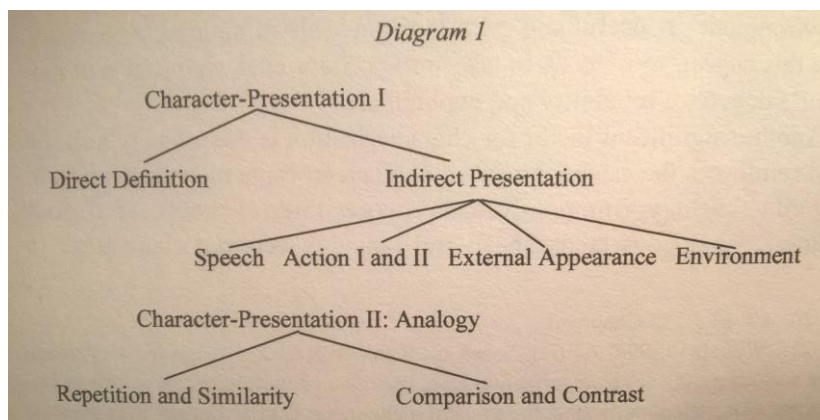 Diagram 1
Character-Presentation I
Direct Definition Indirect Presentation
Speech Action I and II External Appearance Environment
Character-Presentation II: Analogy
Repetition and Similarity Comparison and Contrast